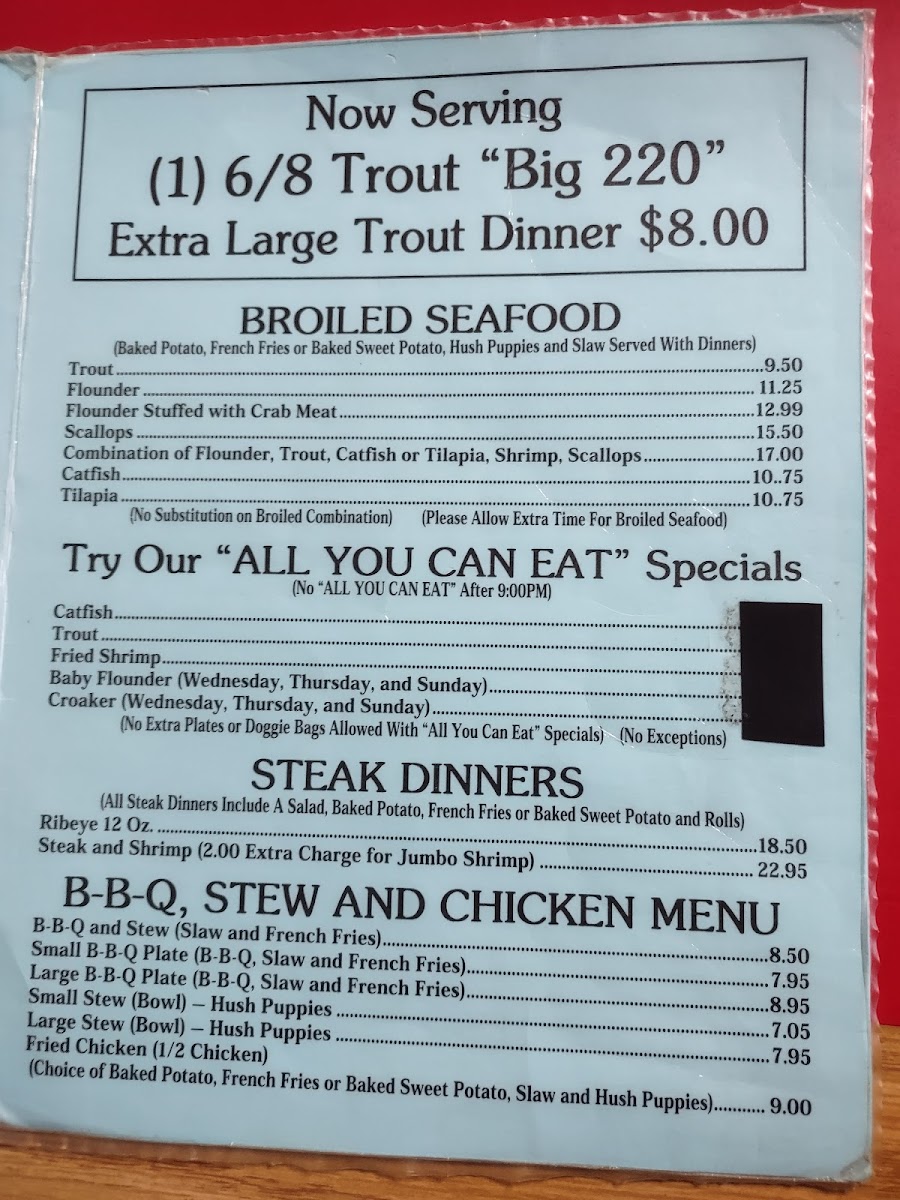 Now Serving
(1) 6/8 Trout “Big 220”
Extra Large Trout Dinner $8.00
BROILED SEAFOOD
(Baked Potato, French Fries or Baked Sweet Potato, Hush Puppies and Slaw Served With Dinners)
Trout 9.50
Flounder 11.25
Flounder Stuffed with Crab Meat 12.99
Scallops 15.50
Combination of Flounder, Trout, Catfish or Tilapia, Shrimp, Scallops 17.00
Catfish 10..75
Tilapia 10..75
(No Substitution on Broiled Combination) (Please Allow Extra Time For Broiled Seafood)
Try Our “ALL YOU CAN EAT” Specials
(No “ALL YOU CAN EAT” After 9:00PM)
Catfish
Trout
Fried Shrimp
Baby Flounder (Wednesday, Thursday, and Sunday)
Croaker (Wednesday, Thursday, and Sunday)
(No Extra Plates or Doggie Bags Allowed With “All You Can Eat” Specials) (No Exceptions)
STEAK DINNERS
(All Steak Dinners Include A Salad, Baked Potato, French Fries or Baked Sweet Potato and Rolls)
Ribeye 12 Oz. 18.50
Steak and Shrimp (2.00 Extra Charge for Jumbo Shrimp) 22.95
B-B-Q, STEW AND CHICKEN MENU
B-B-Q and Stew (Slaw and French Fries) 8.50
Small B-B-Q Plate (B-B-Q, Slaw and French Fries) 7.95
Large B-B-Q Plate (B-B-Q, Slaw and French Fries) 8.95
Small Stew (Bowl) – Hush Puppies 7.05
Large Stew (Bowl) – Hush Puppies 7.95
Fried Chicken (1/2 Chicken)
(Choice of Baked Potato, French Fries or Baked Sweet Potato, Slaw and Hush Puppies) 9.00